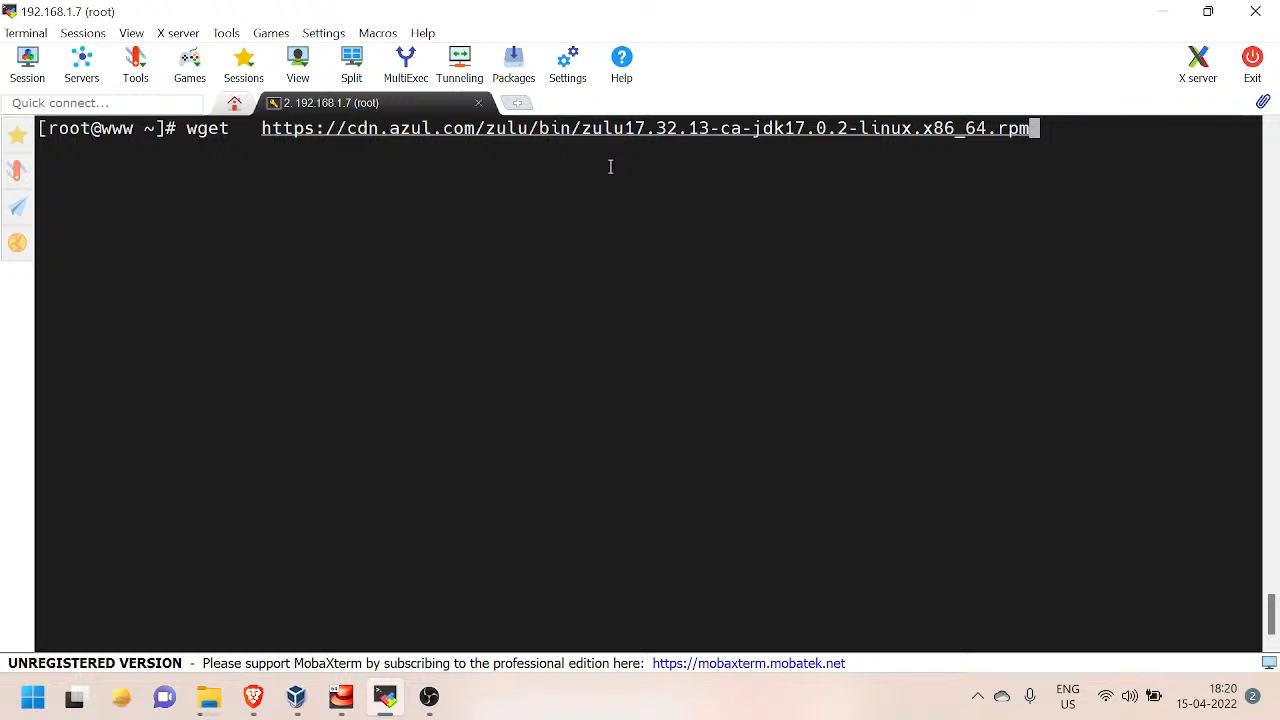 192.168.1.7 (root)
Terminal Sessions View X server Tools Games Settings Macros Help
Session Servers Tools Games Sessions View Split MultiExec Tunneling Packages Settings Help X server Exit
Quick connect... 2. 192.168.1.7 (root)
[root@www ~]# wget   https://cdn.azul.com/zulu/bin/zulu17.32.13-ca-jdk17.0.2-linux.x86_64.rpm
UNREGISTERED VERSION - Please support MobaXterm by subscribing to the professional edition here: https://mobaxterm.mobatek.net
ENG 18:20
US 15-04-2022 2